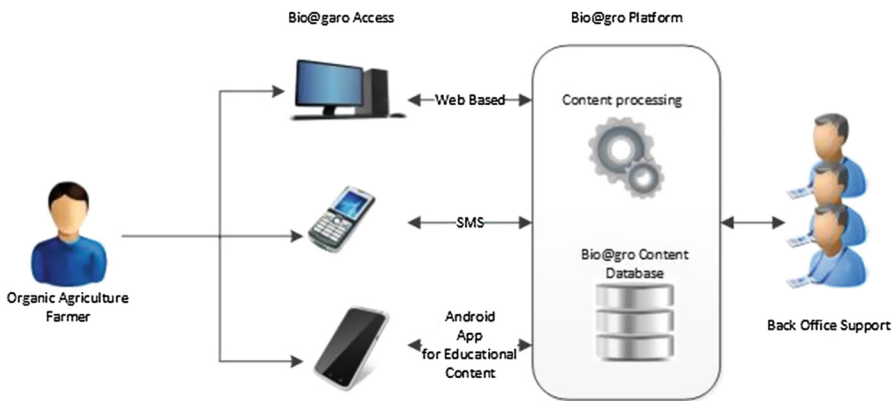 Bio@garo Access
Bio@gro Platform
Web Based
Content processing
SMS
Organic Agriculture
Farmer
Bio@gro Content
Database
Android
App
for Educational
Content
Back Office Support